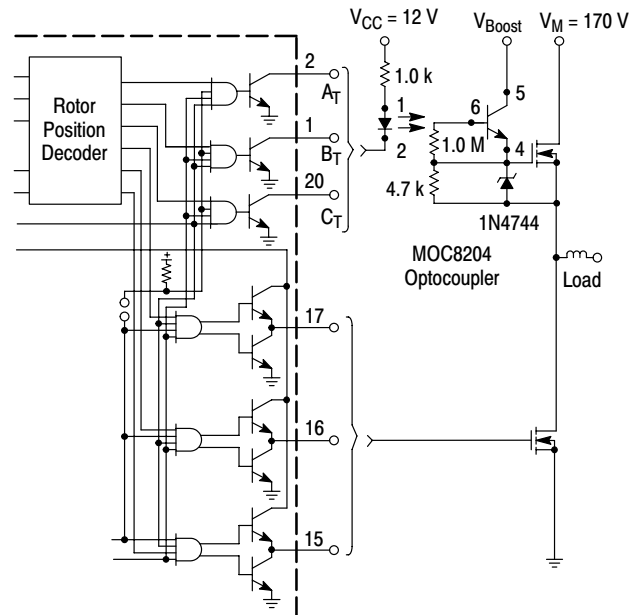 V_CC = 12 V
V_Boost
V_M = 170 V
2
A_T
1.0 k
1
2
5
6
4
Rotor
Position
Decoder
1
B_T
1.0 M
20
C_T
4.7 k
1N4744
MOC8204
Optocoupler
Load
+
17
16
15